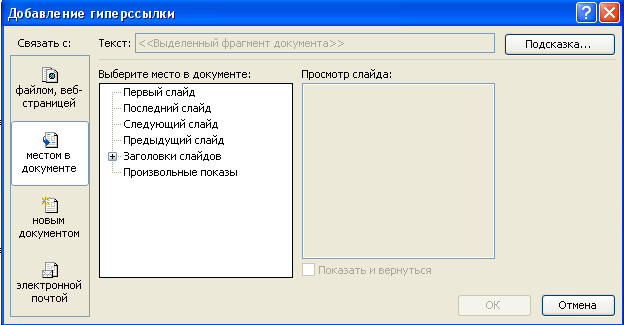 Добавление гиперссылки
Связать с:
Текст: <<Выделенный фрагмент документа>>
Подсказка...
файлом, веб-
страницей
местом в
документе
новым
документом
электронной
почтой
Выберите место в документе:
Первый слайд
Последний слайд
Следующий слайд
Предыдущий слайд
Заголовки слайдов
Произвольные показы
Просмотр слайда:
Показать и вернуться
ОК
Отмена